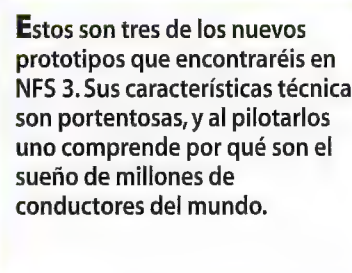 Estos son tres de los nuevos
prototipos que encontraréis en
NFS 3. Sus características técnica
son portentosas, y al pilotarlos
uno comprende por qué son el
sueño de millones de
conductores del mundo.